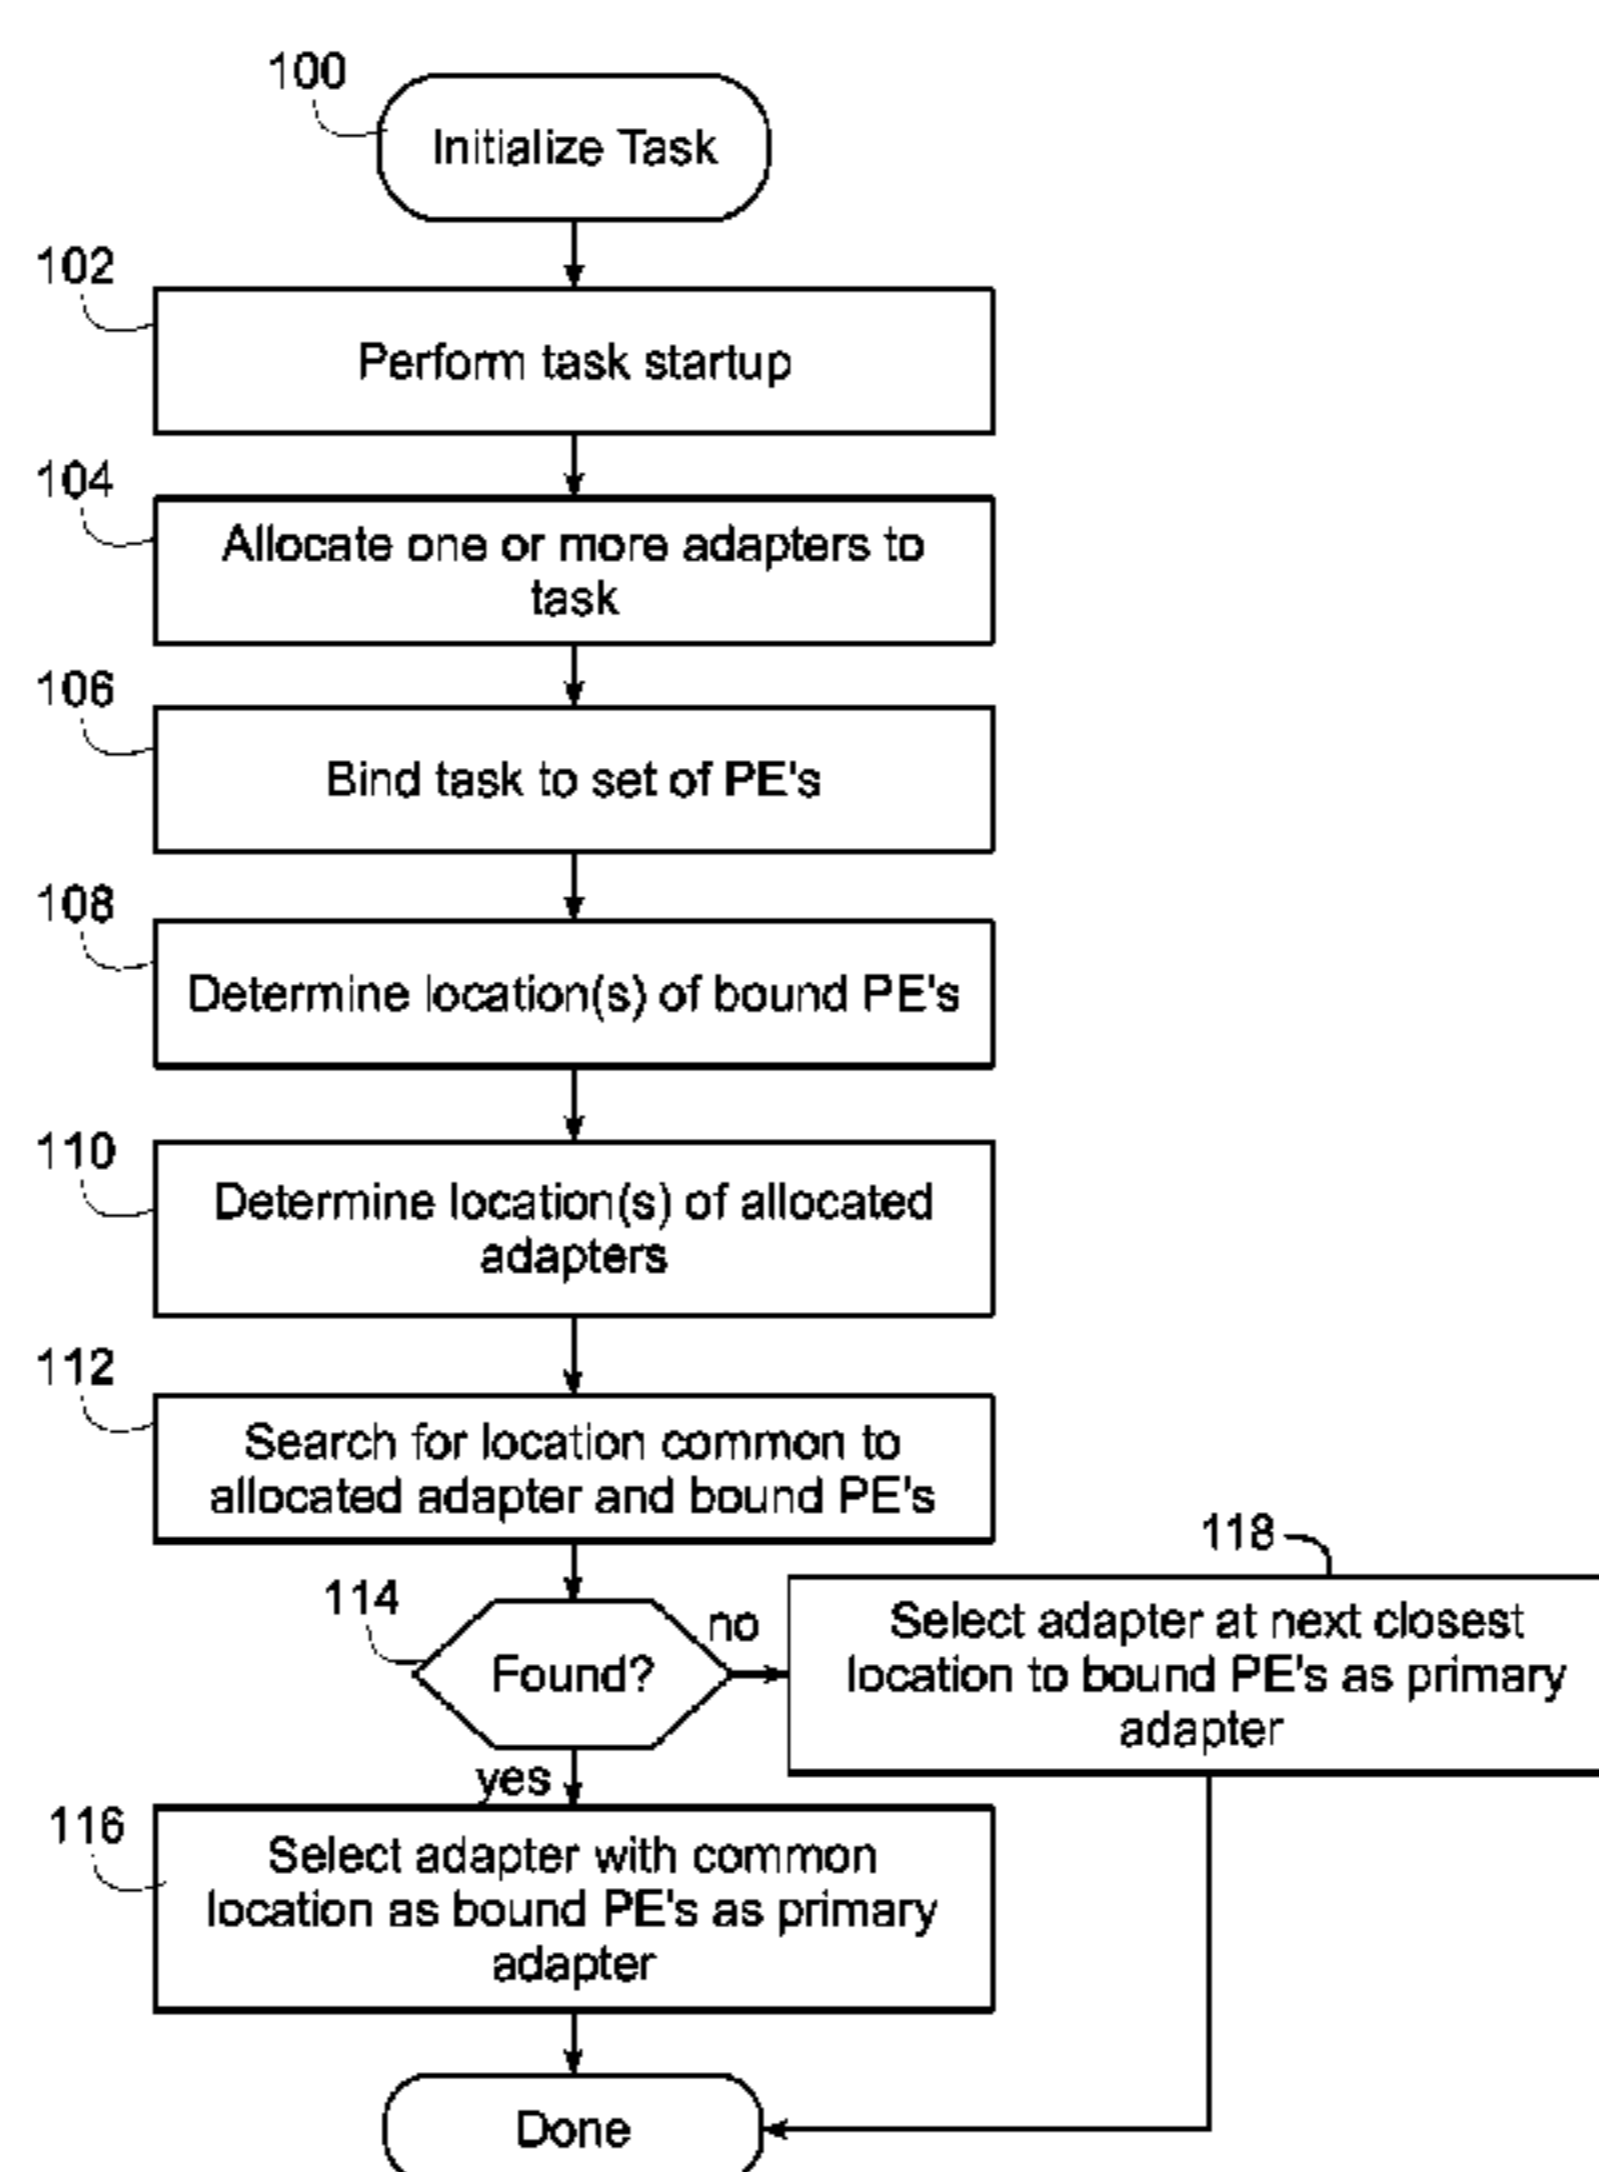 100
Initialize Task
102
Perform task startup
104
Allocate one or more adapters to
task
106
Bind task to set of PE's
108
Determine location(s) of bound PE's
110
Determine location(s) of allocated
adapters
112
Search for location common to
allocated adapter and bound PE's
114
Found?
no
118
Select adapter at next closest
location to bound PE's as primary
adapter
yes
116
Select adapter with common
location as bound PE's as primary
adapter
Done